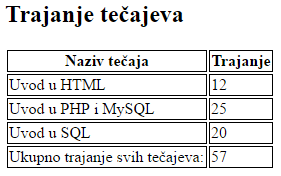 Trajanje tečajeva
Naziv tečaja Trajanje
Uvod u HTML 12
Uvod u PHP i MySQL 25
Uvod u SQL 20
Ukupno trajanje svih tečajeva: 57